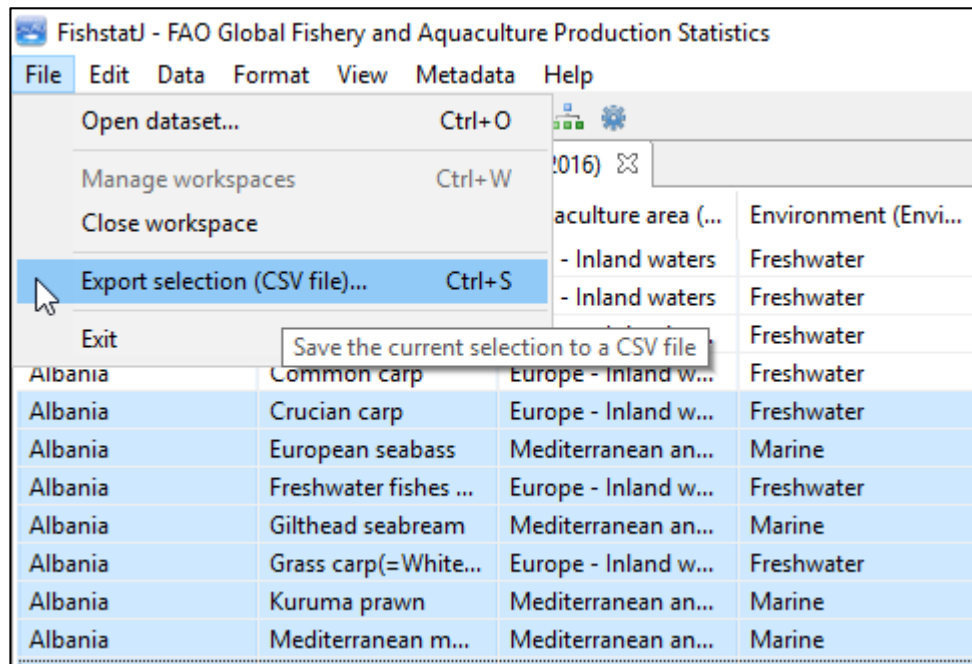 FishstatJ - FAO Global Fishery and Aquaculture Production Statistics
File Edit Data Format View Metadata Help
Open dataset... Ctrl+O
2016)
Manage workspaces Ctrl+W
Close workspace
aculture area (... Environment (Envi...
- Inland waters Freshwater
Export selection (CSV file)... Ctrl+S
- Inland waters Freshwater
Exit
Save the current selection to a CSV file
Freshwater
Albania Common carp Europe - Inland w... Freshwater
Albania Crucian carp Europe - Inland w... Freshwater
Albania European seabass Mediterranean an... Marine
Albania Freshwater fishes ... Europe - Inland w... Freshwater
Albania Gilthead seabream Mediterranean an... Marine
Albania Grass carp(=White... Europe - Inland w... Freshwater
Albania Kuruma prawn Mediterranean an... Marine
Albania Mediterranean m... Mediterranean an... Marine